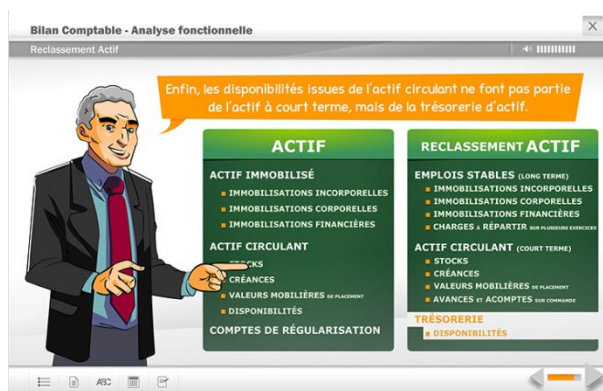 Bilan Comptable - Analyse fonctionnelle
Reclassement Actif
Enfin, les disponibilités issues de l'actif circulant ne font pas partie
de l'actif à court terme, mais de la trésorerie d'actif.
ACTIF
ACTIF IMMOBILISÉ
IMMOBILISATIONS INCORPORELLES
IMMOBILISATIONS CORPORELLES
IMMOBILISATIONS FINANCIÈRES
ACTIF CIRCULANT
STOCKS
CRÉANCES
VALEURS MOBILIÈRES DE PLACEMENT
DISPONIBILITÉS
COMPTES DE RÉGULARISATION
RECLASSEMENT ACTIF
EMPLOIS STABLES (LONG TERME)
IMMOBILISATIONS INCORPORELLES
IMMOBILISATIONS CORPORELLES
IMMOBILISATIONS FINANCIÈRES
CHARGES À RÉPARTIR SUR PLUSIEURS EXERCICES
ACTIF CIRCULANT (COURT TERME)
STOCKS
CRÉANCES
VALEURS MOBILIÈRES DE PLACEMENT
AVANCES ET ACOMPTES SUR COMMANDE
TRÉSORERIE
DISPONIBILITÉS
ABC